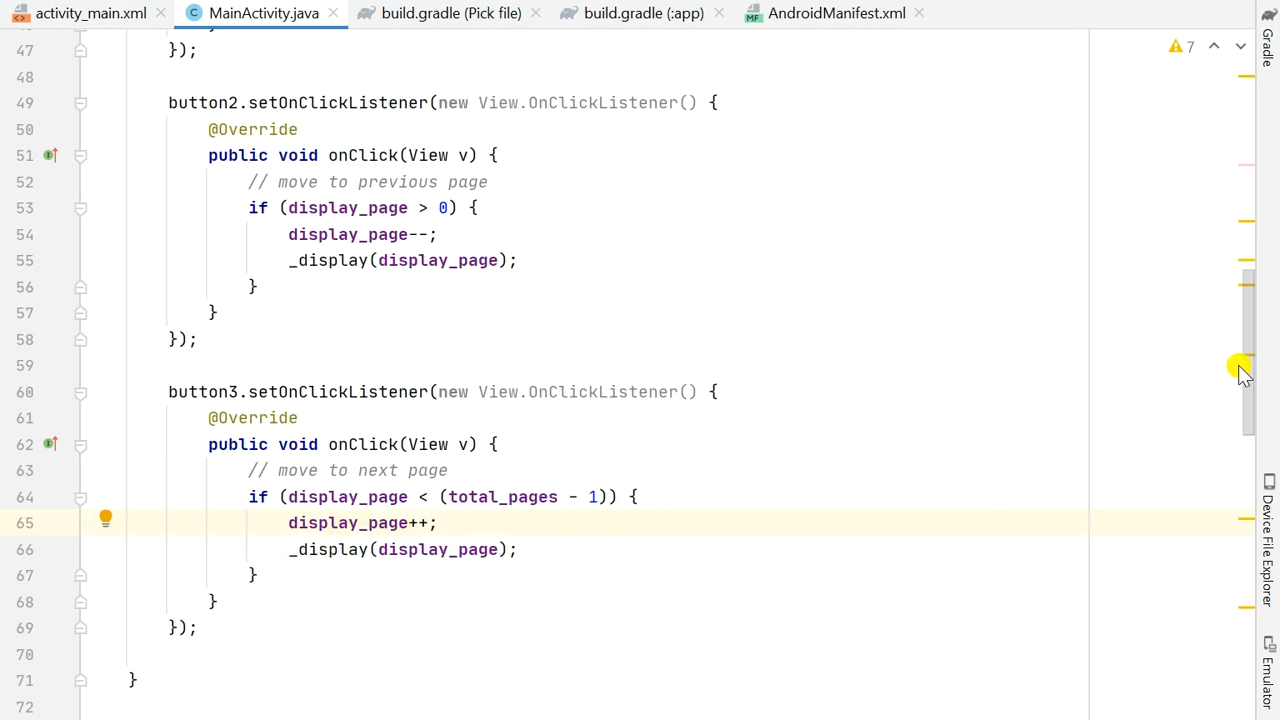 activity_main.xml MainActivity.java build.gradle (Pick file) build.gradle (:app) AndroidManifest.xml
7
47 });
48
49 button2.setOnClickListener(new View.OnClickListener() {
50 @Override
51 public void onClick(View v) {
52 // move to previous page
53 if (display_page > 0) {
54 display_page--;
55 _display(display_page);
56 }
57 }
58 });
59
60 button3.setOnClickListener(new View.OnClickListener() {
61 @Override
62 public void onClick(View v) {
63 // move to next page
64 if (display_page < (total_pages - 1)) {
65 display_page++;
66 _display(display_page);
67 }
68 }
69 });
70
71 }
72
Gradle
Device File Explorer
Emulator